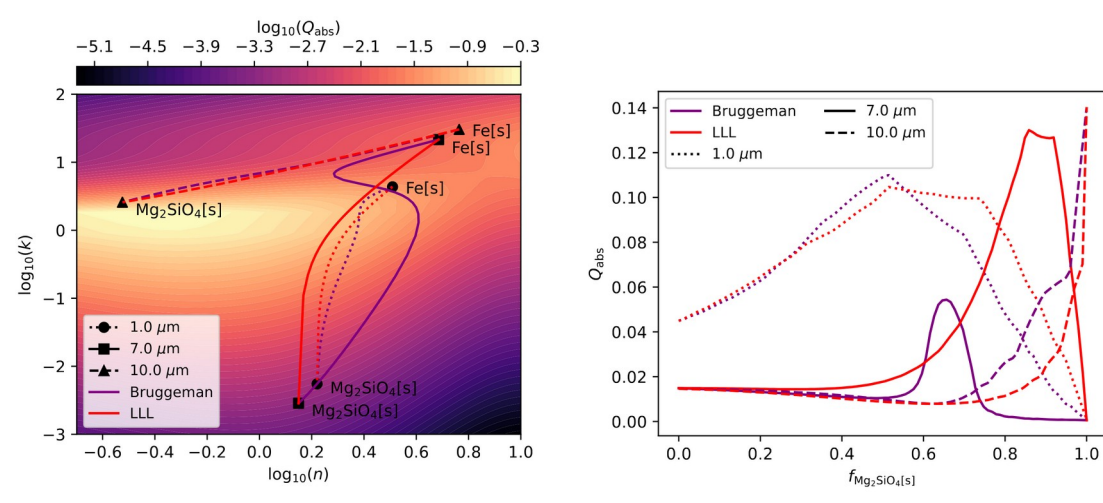 log₁₀(Q_abs)
−5.1 −4.5 −3.9 −3.3 −2.7 −2.1 −1.5 −0.9 −0.3
2
1
0
−1
−2
−3
log₁₀(k)
Fe[s]
Fe[s]
Fe[s]
Mg₂SiO₄[s]
Mg₂SiO₄[s]
Mg₂SiO₄[s]
1.0 μm
7.0 μm
10.0 μm
Bruggeman
LLL
−0.6 −0.4 −0.2 0.0 0.2 0.4 0.6 0.8 1.0
log₁₀(n)
0.14
0.12
0.10
0.08
0.06
0.04
0.02
0.00
Q_abs
Bruggeman
LLL
1.0 μm
7.0 μm
10.0 μm
0.0 0.2 0.4 0.6 0.8 1.0
f_Mg₂SiO₄[s]